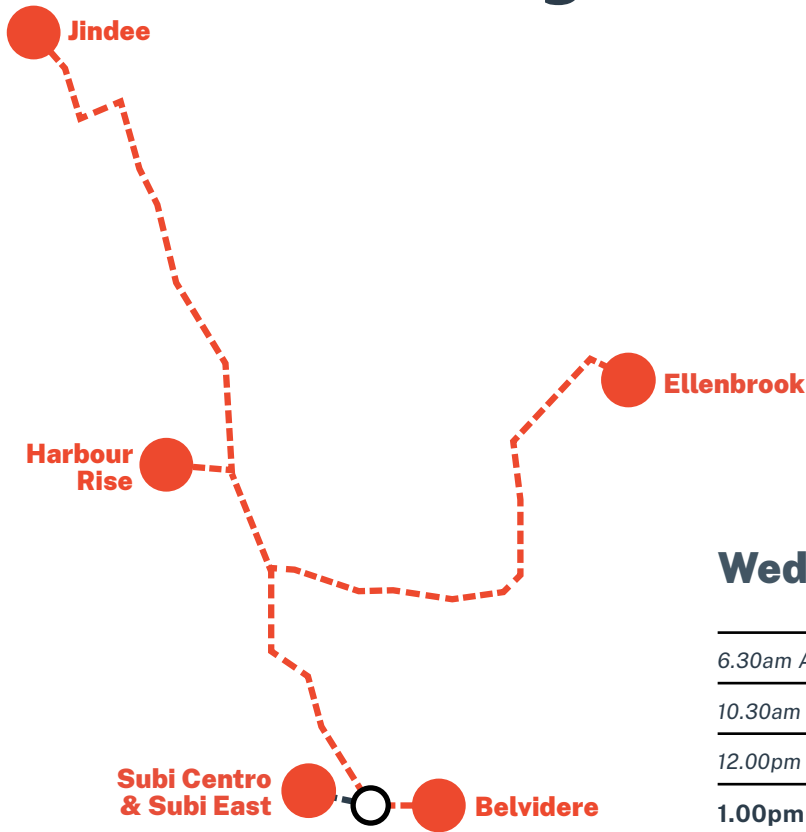 Jindee
Ellenbrook
Harbour
Rise
Wed
6.30am
10.30am
12.00pm
1.00pm
Subi Centro
& Subi East
Belvidere